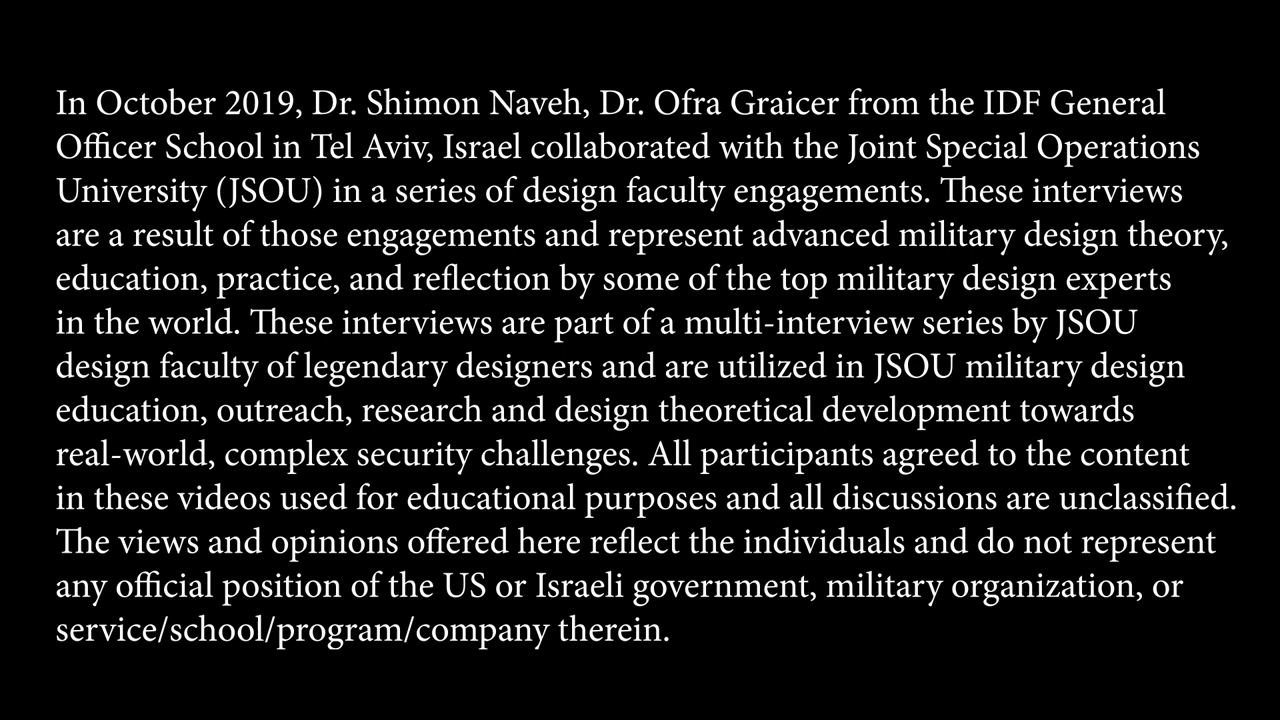 In October 2019, Dr. Shimon Naveh, Dr. Ofra Graicer from the IDF General
Officer School in Tel Aviv, Israel collaborated with the Joint Special Operations
University (JSOU) in a series of design faculty engagements. These interviews
are a result of those engagements and represent advanced military design theory,
education, practice, and reflection by some of the top military design experts
in the world. These interviews are part of a multi-interview series by JSOU
design faculty of legendary designers and are utilized in JSOU military design
education, outreach, research and design theoretical development towards
real-world, complex security challenges. All participants agreed to the content
in these videos used for educational purposes and all discussions are unclassified.
The views and opinions offered here reflect the individuals and do not represent
any official position of the US or Israeli government, military organization, or
service/school/program/company therein.